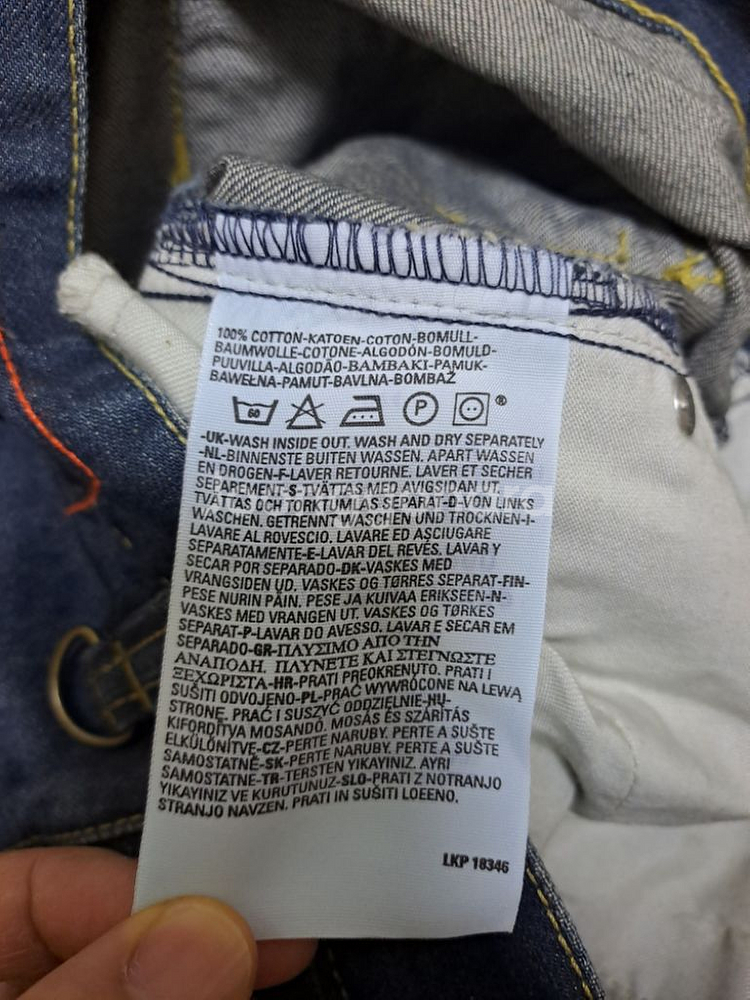 100% COTTON-KATOEN-COTON-BOMULL-
BAUMWOLLE-COTONE-ALGODÓN-BOMULD-
PUUVILLA-ALGODÃO-ΒΑΜΒΑΚΙ-PAMUK-
BAWEŁNA-PAMUT-BAVLNA-BOMBAŽ
60 P ®
-UK-WASH INSIDE OUT. WASH AND DRY SEPARATELY
-NL-BINNENSTE BUITEN WASSEN. APART WASSEN
EN DROGEN-F-LAVER RETOURNE. LAVER ET SECHER
SEPAREMENT-S-TVÄTTAS MED AVIGSIDAN UT.
TVÄTTAS OCH TORKTUMLAS SEPARAT-D-VON LINKS
WASCHEN. GETRENNT WASCHEN UND TROCKNEN-I-
LAVARE AL ROVESCIO. LAVARE ED ASCIUGARE
SEPARATAMENTE-E-LAVAR DEL REVÉS. LAVAR Y
SECAR POR SEPARADO-DK-VASKES MED
VRANGSIDEN UD. VASKES OG TØRRES SEPARAT-FIN-
PESE NURIN PÄIN. PESE JA KUIVAA ERIKSEEN-N-
VASKES MED VRANGEN UT. VASKES OG TØRKES
SEPARAT-P-LAVAR DO AVESSO. LAVAR E SECAR EM
SEPARADO-GR-ΠΛΥΣΙΜΟ ΑΠΟ ΤΗΝ
ΑΝΑΠΟΔΗ. ΠΛΥΝΕΤΕ ΚΑΙ ΣΤΕΓΝΩΣΤΕ
ΞΕΧΩΡΙΣΤΑ-HR-PRATI PREOKRENUTO. PRATI I
SUŠITI ODVOJENO-PL-PRAĆ WYWRÓCONE NA LEWĄ
STRONĘ. PRAĆ I SUSZYĆ ODDZIELNIE-HU-
KIFORDÍTVA MOSANDÓ. MOSÁS ÉS SZÁRÍTÁS
ELKÜLÖNÍTVE-CZ-PERTE NARUBY. PERTE A SUŠTE
SAMOSTATNĚ-SK-PERTE NARUBY. PERTE A SUŠTE
SAMOSTATNE-TR-TERSTEN YIKAYINIZ. AYRI
YIKAYINIZ VE KURUTUNUZ-SLO-PRATI Z NOTRANJO
STRANJO NAVZEN. PRATI IN SUŠITI LOEENO.
LKP 18346